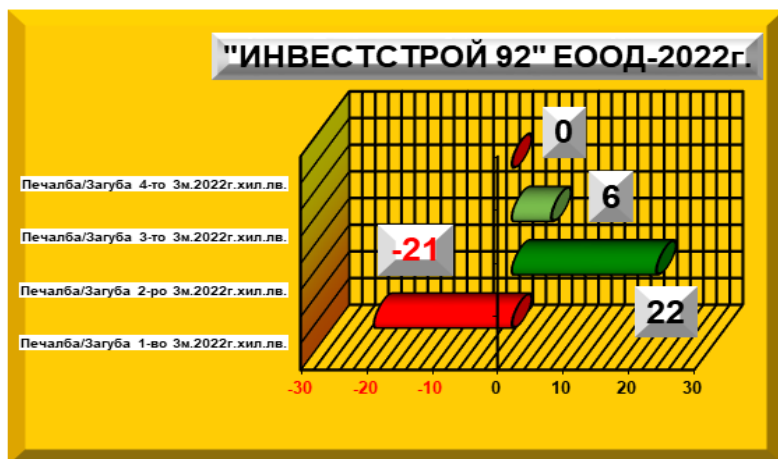 "ИНВЕСТСТРОЙ 92" ЕООД-2022г.
0
Печалба/Загуба 4-то 3м.2022г.хил.лв.
6
Печалба/Загуба 3-то 3м.2022г.хил.лв.
-21
Печалба/Загуба 2-ро 3м.2022г.хил.лв.
22
Печалба/Загуба 1-во 3м.2022г.хил.лв.
-30 -20 -10 0 10 20 30